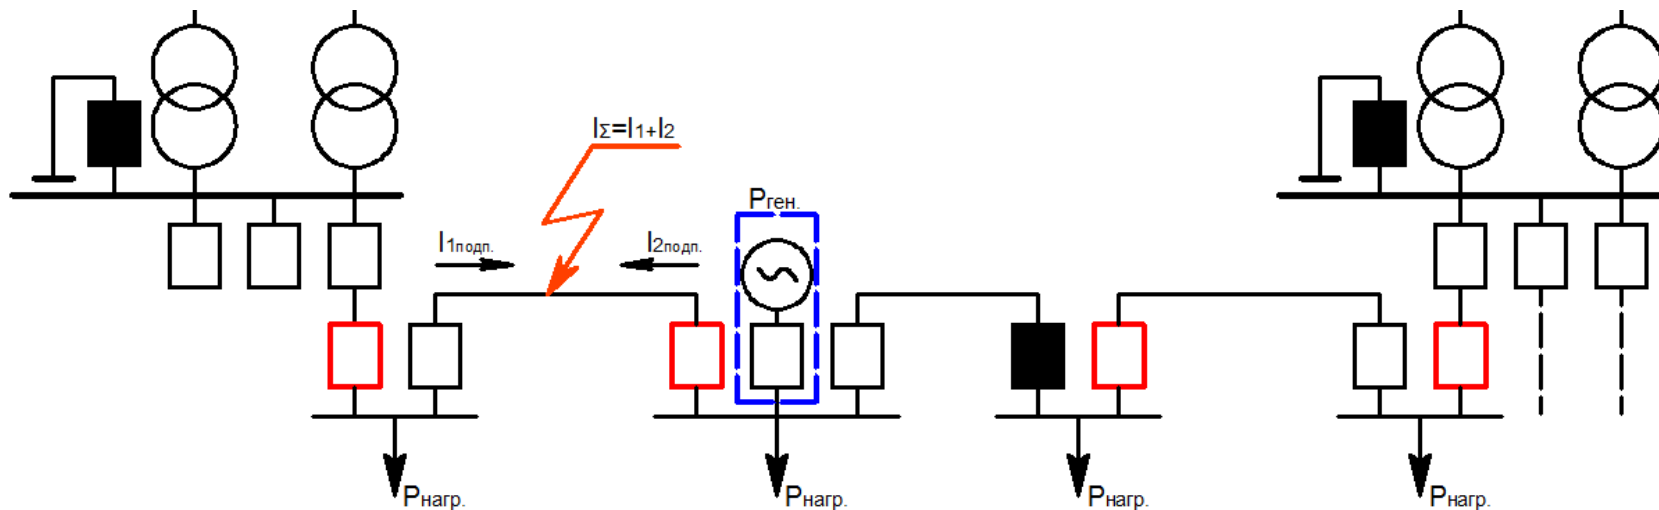 IΣ=I1+I2
Pген.
I1подп.
I2подп.
Pнагр.
Pнагр.
Pнагр.
Pнагр.